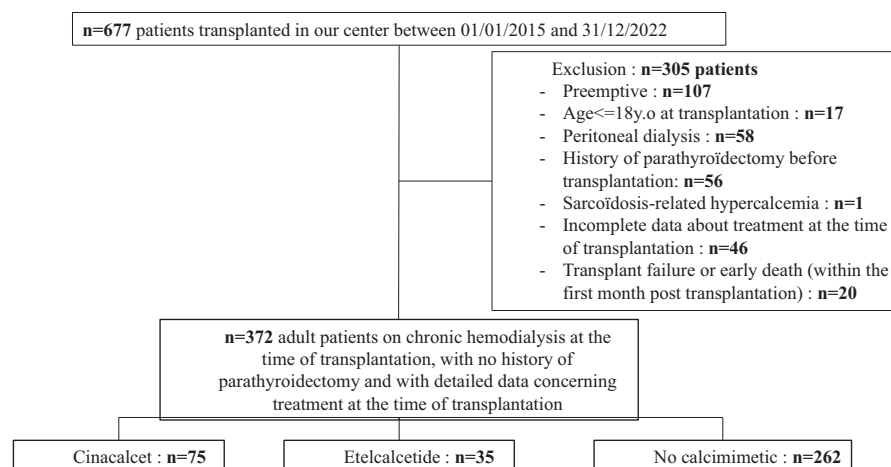 n=677 patients transplanted in our center between 01/01/2015 and 31/12/2022
Exclusion : n=305 patients
- Preemptive : n=107
- Age<=18y.o at transplantation : n=17
- Peritoneal dialysis : n=58
- History of parathyroïdectomy before
transplantation: n=56
- Sarcoïdosis-related hypercalcemia : n=1
- Incomplete data about treatment at the time
of transplantation : n=46
- Transplant failure or early death (within the
first month post transplantation) : n=20
n=372 adult patients on chronic hemodialysis at the
time of transplantation, with no history of
parathyroidectomy and with detailed data concerning
treatment at the time of transplantation
Cinacalcet : n=75
Etelcalcetide : n=35
No calcimimetic : n=262